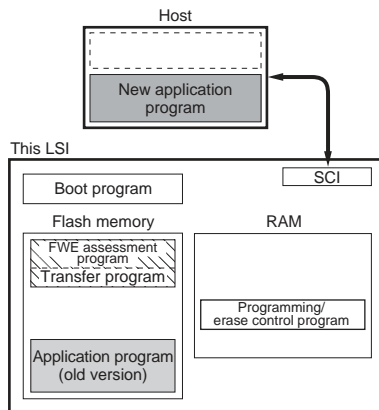 Host
New application
program
This LSI
SCI
Boot program
Flash memory
RAM
FWE assessment
program
Transfer program
Programming/
erase control program
Application program
(old version)